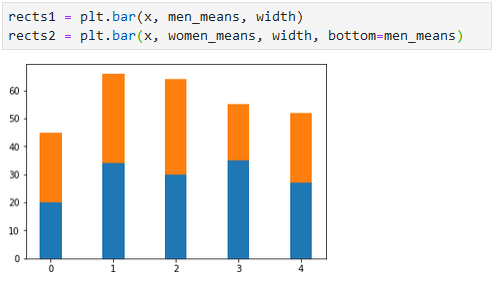 rects1 = plt.bar(x, men_means, width)
rects2 = plt.bar(x, women_means, width, bottom=men_means)
60
50
40
30
20
10
0
0 1 2 3 4